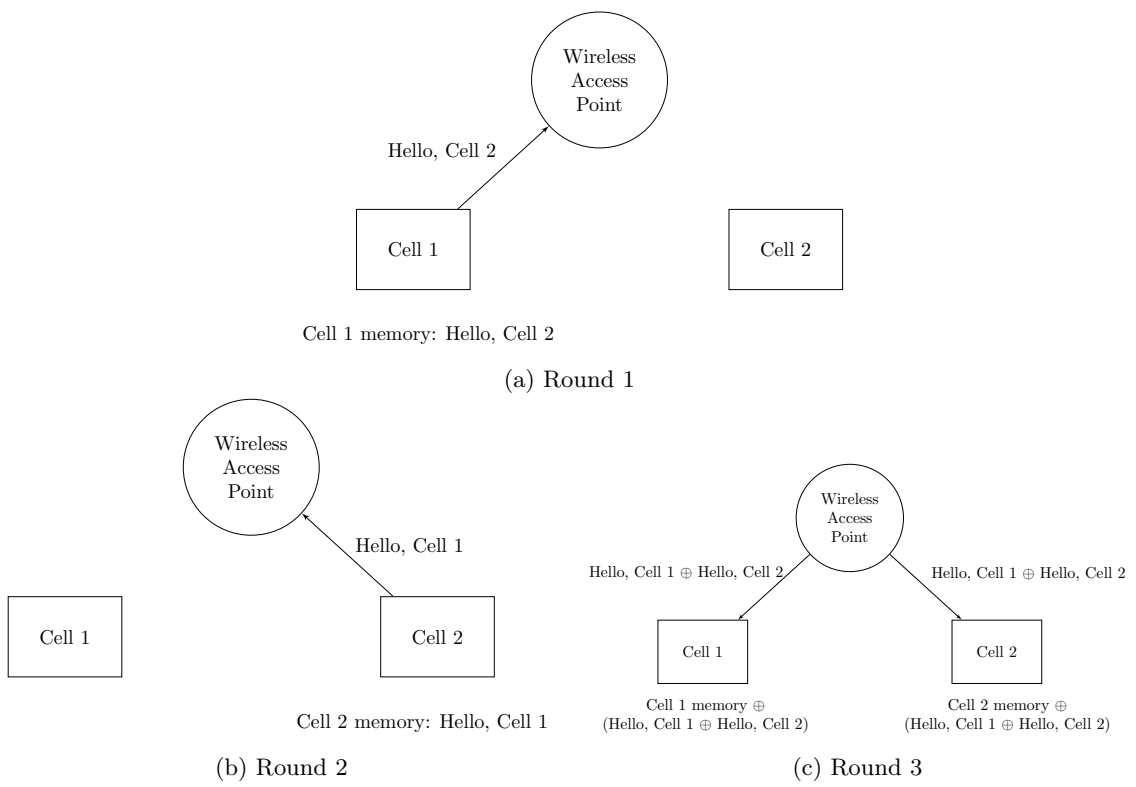 Wireless
Access
Point
Hello, Cell 2
Cell 1
Cell 2
Cell 1 memory: Hello, Cell 2
(a) Round 1
Wireless
Access
Point
Hello, Cell 1
Cell 1
Cell 2
Cell 2 memory: Hello, Cell 1
(b) Round 2
Wireless
Access
Point
Hello, Cell 1 ⊕ Hello, Cell 2
Hello, Cell 1 ⊕ Hello, Cell 2
Cell 1
Cell 2
Cell 1 memory ⊕
(Hello, Cell 1 ⊕ Hello, Cell 2)
Cell 2 memory ⊕
(Hello, Cell 1 ⊕ Hello, Cell 2)
(c) Round 3